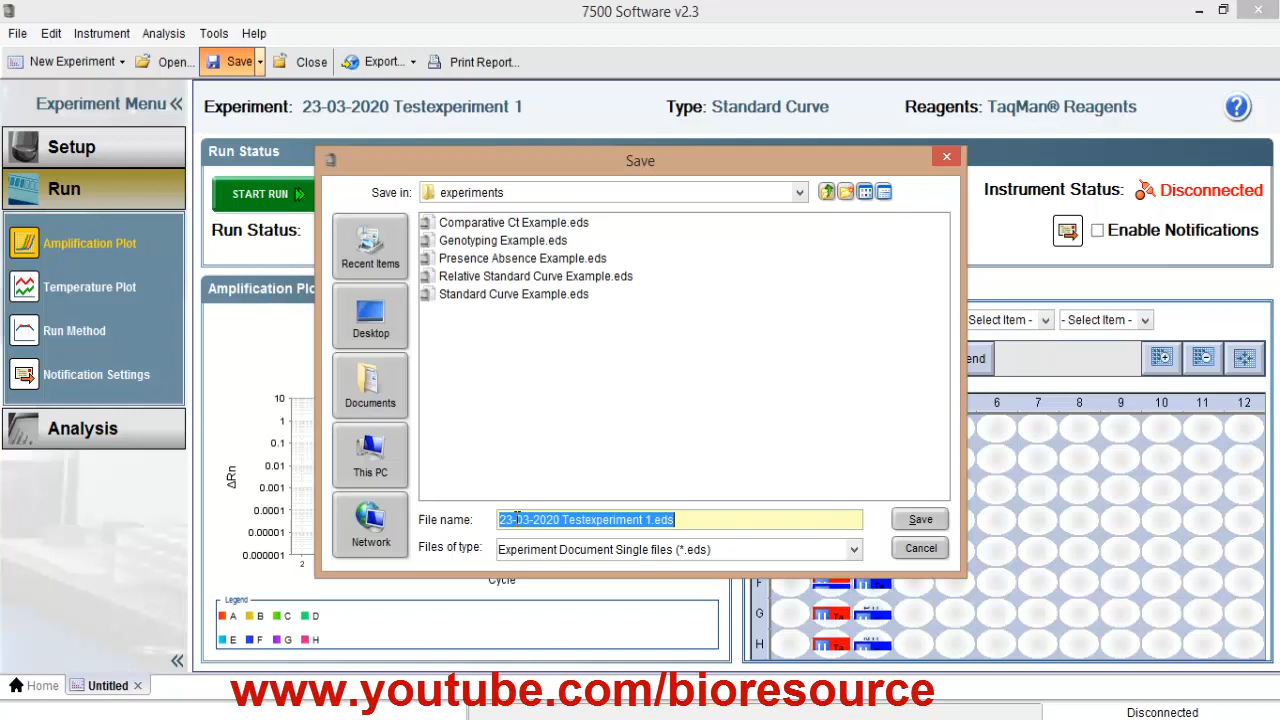 7500 Software v2.3
File Edit Instrument Analysis Tools Help
New Experiment Open... Save Close Export... Print Report...
Experiment Menu «
Experiment: 23-03-2020 Testexperiment 1 Type: Standard Curve Reagents: TaqMan® Reagents
Setup
Run
Amplification Plot
Temperature Plot
Run Method
Notification Settings
Analysis
Run Status
START RUN
Run Status:
Instrument Status: Disconnected
Enable Notifications
Save
Save in: experiments
Recent Items
Desktop
Documents
This PC
Network
Comparative Ct Example.eds
Genotyping Example.eds
Presence Absence Example.eds
Relative Standard Curve Example.eds
Standard Curve Example.eds
File name: 23-03-2020 Testexperiment 1.eds
Save
Files of type: Experiment Document Single files (*.eds)
Cancel
Amplification
Select Item - - Select Item -
6 7 8 9 10 11 12
10
1
0.1
0.01
0.001
0.0001
0.00001
0.000001
ΔRn
2
Cycle
Legend
A B C D
E F G H
F
G
H
Home Untitled
www.youtube.com/bioresource
Disconnected